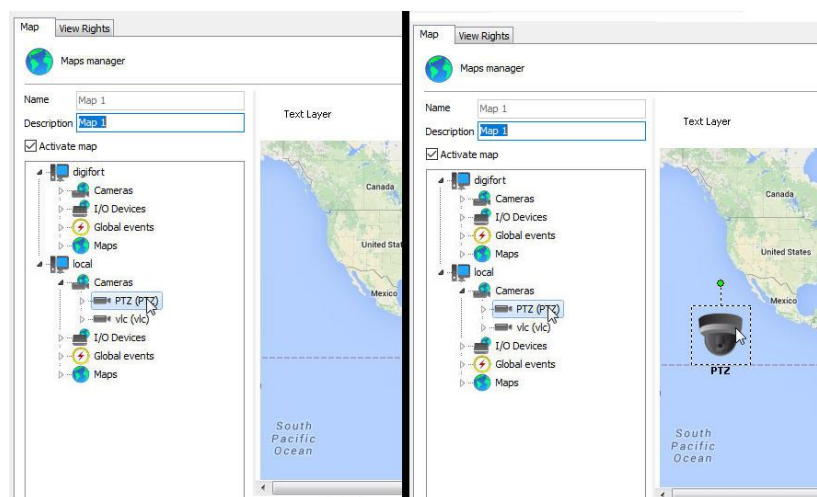 Map
View Rights
Maps manager
Name
Map 1
Description
Map 1
Activate map
digifort
Cameras
I/O Devices
Global events
Maps
local
Cameras
PTZ (PTZ)
vlc (vlc)
I/O Devices
Global events
Maps
Text Layer
Canada
United Stat
Mexico
South
Pacific
Ocean
Map
View Rights
Maps manager
Name
Map 1
Description
Map 1
Activate map
digifort
Cameras
I/O Devices
Global events
Maps
local
Cameras
PTZ (PTZ)
vlc (vlc)
I/O Devices
Global events
Maps
Text Layer
Canada
United States
Mexico
PTZ
South
Pacific
Ocean